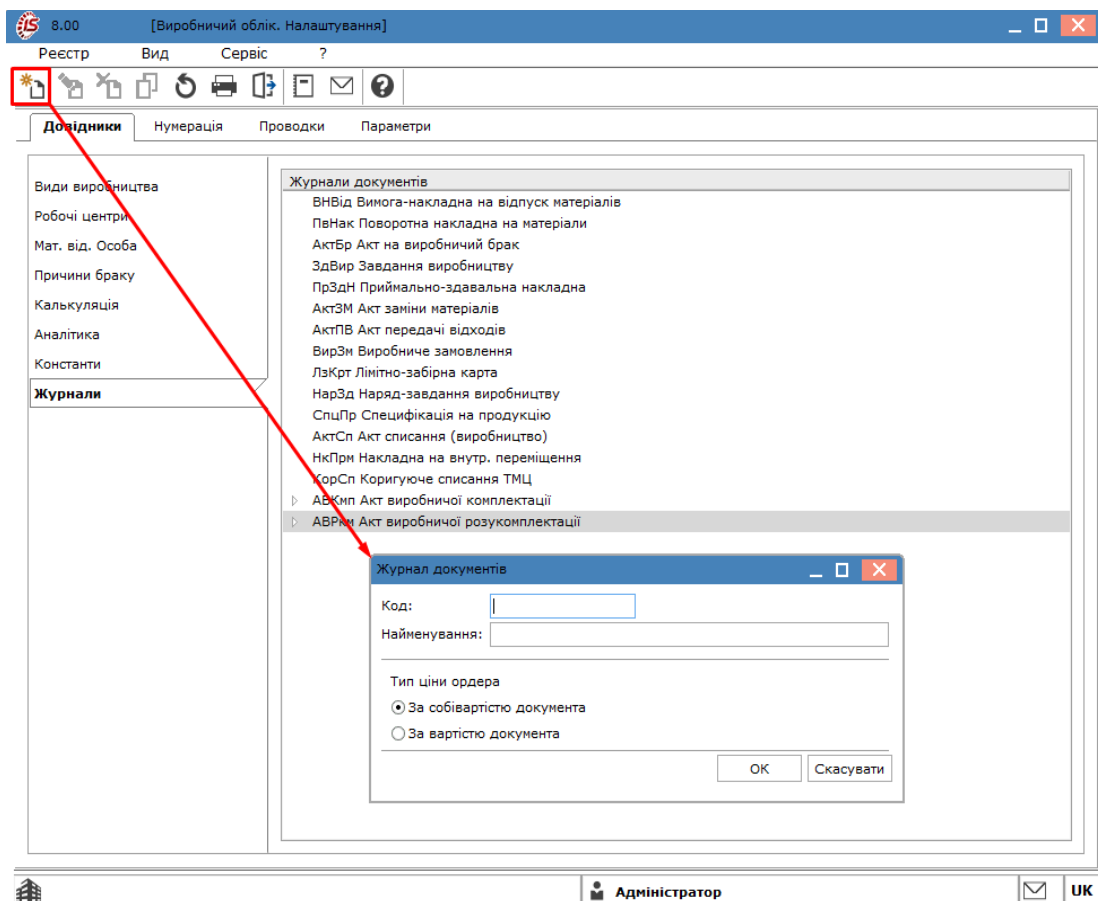 8.00 [Виробничий облік. Налаштування]
Реєстр Вид Сервіс ?
Довідники Нумерація Проводки Параметри
Види виробництва
Робочі центри
Мат. від. Особа
Причини браку
Калькуляція
Аналітика
Константи
Журнали
Журнали документів
ВНВід Вимога-накладна на відпуск матеріалів
ПвНак Поворотна накладна на матеріали
АктБр Акт на виробничий брак
ЗдВир Завдання виробництву
ПрЗдН Приймально-здавальна накладна
АктЗМ Акт заміни матеріалів
АктПВ Акт передачі відходів
ВирЗм Виробниче замовлення
ЛзКрт Лімітно-забірна карта
НарЗд Наряд-завдання виробництву
СпцПр Специфікація на продукцію
АктСп Акт списання (виробництво)
НкПрм Накладна на внутр. переміщення
КорСп Коригуюче списання ТМЦ
АВКмп Акт виробничої комплектації
АВРкм Акт виробничої розукомплектації
Журнал документів
Код:
Найменування:
Тип ціни ордера
За собівартістю документа
За вартістю документа
ОК Скасувати
Адміністратор UK